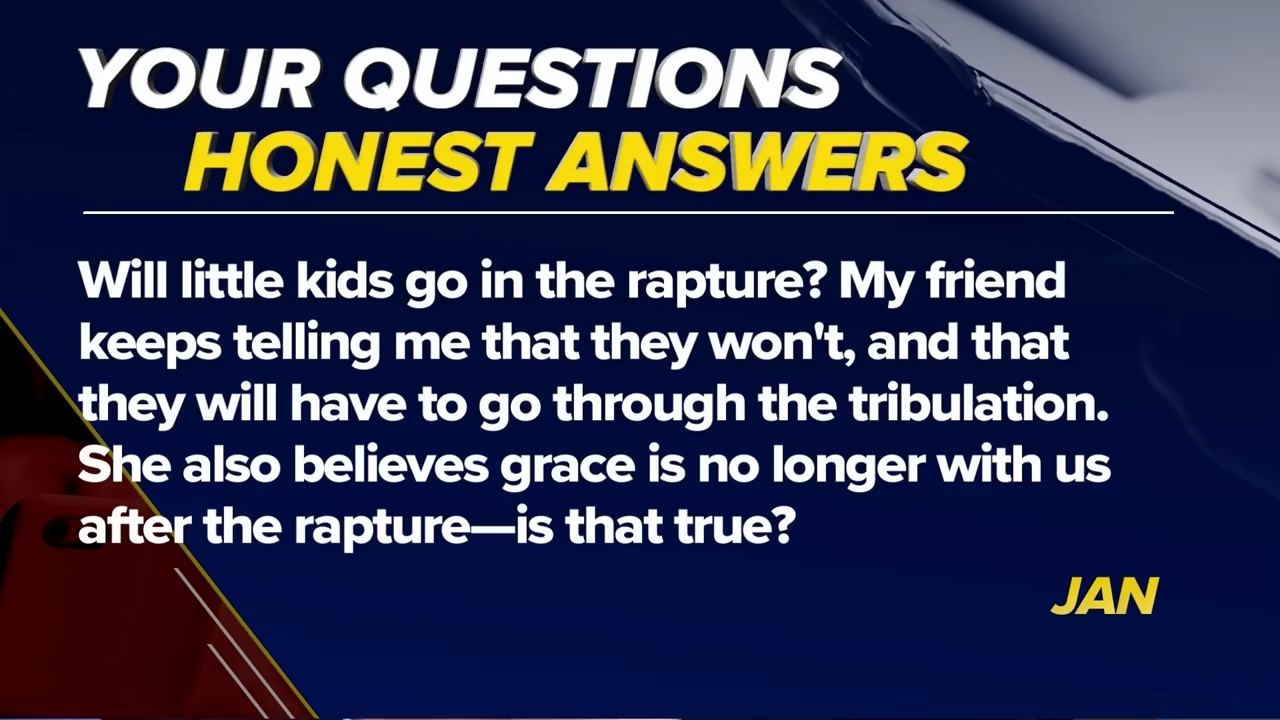 YOUR QUESTIONS
HONEST ANSWERS
Will little kids go in the rapture? My friend
keeps telling me that they won't, and that
they will have to go through the tribulation.
She also believes grace is no longer with us
after the rapture—is that true?
JAN